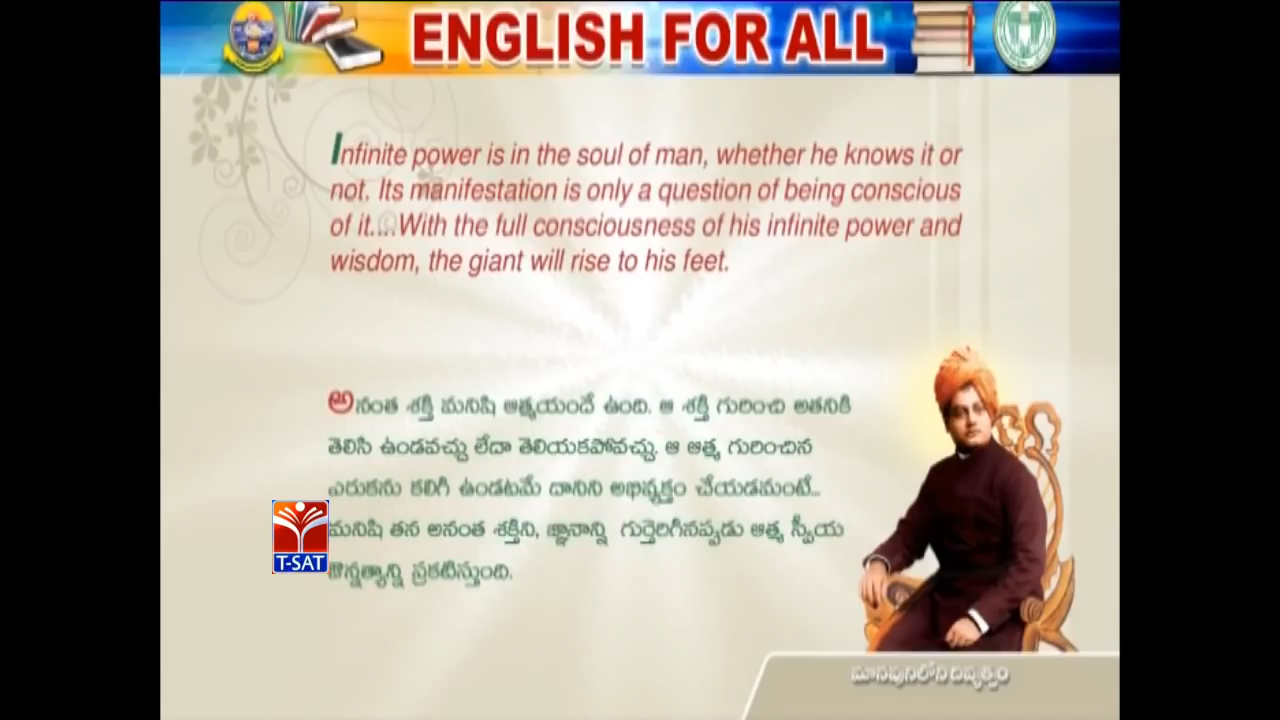 ENGLISH FOR ALL
Infinite power is in the soul of man, whether he knows it or
not. Its manifestation is only a question of being conscious
of it....With the full consciousness of his infinite power and
wisdom, the giant will rise to his feet.
అనంత శక్తి మనిషి ఆత్మయందే ఉంది. ఆ శక్తి గురించి అతనికి
తెలిసి ఉండవచ్చు లేదా తెలియకపోవచ్చు. ఆ ఆత్మ గురించిన
ఎరుకను కలిగి ఉండటమే దానిని అభివ్యక్తం చేయడమంటే...
మనిషి తన అనంత శక్తిని, జ్ఞానాన్ని గుర్తెరిగినప్పుడు ఆత్మ స్వీయ
ఔన్నత్యాన్ని ప్రకటిస్తుంది.
T-SAT
మానవునిలోని దివ్యత్వం